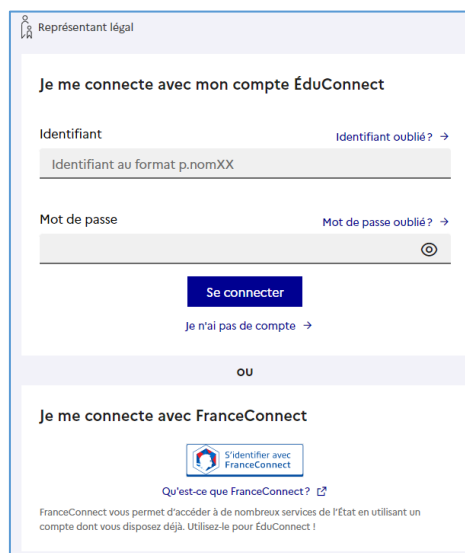 Représentant légal
Je me connecte avec mon compte ÉduConnect
Identifiant
Identifiant oublié? →
Identifiant au format p.nomXX
Mot de passe
Mot de passe oublié? →
Se connecter
Je n'ai pas de compte →
ou
Je me connecte avec FranceConnect
S'identifier avec
FranceConnect
Qu'est-ce que FranceConnect?
FranceConnect vous permet d'accéder à de nombreux services de l'État en utilisant un
compte dont vous disposez déjà. Utilisez-le pour ÉduConnect !